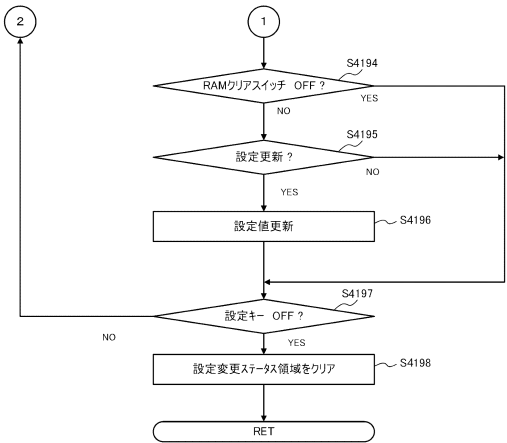 2
1
S4194
RAMクリアスイッチ OFF？
YES
NO
S4195
設定更新？
NO
YES
S4196
設定値更新
S4197
設定キー OFF？
NO
YES
S4198
設定変更ステータス領域をクリア
RET